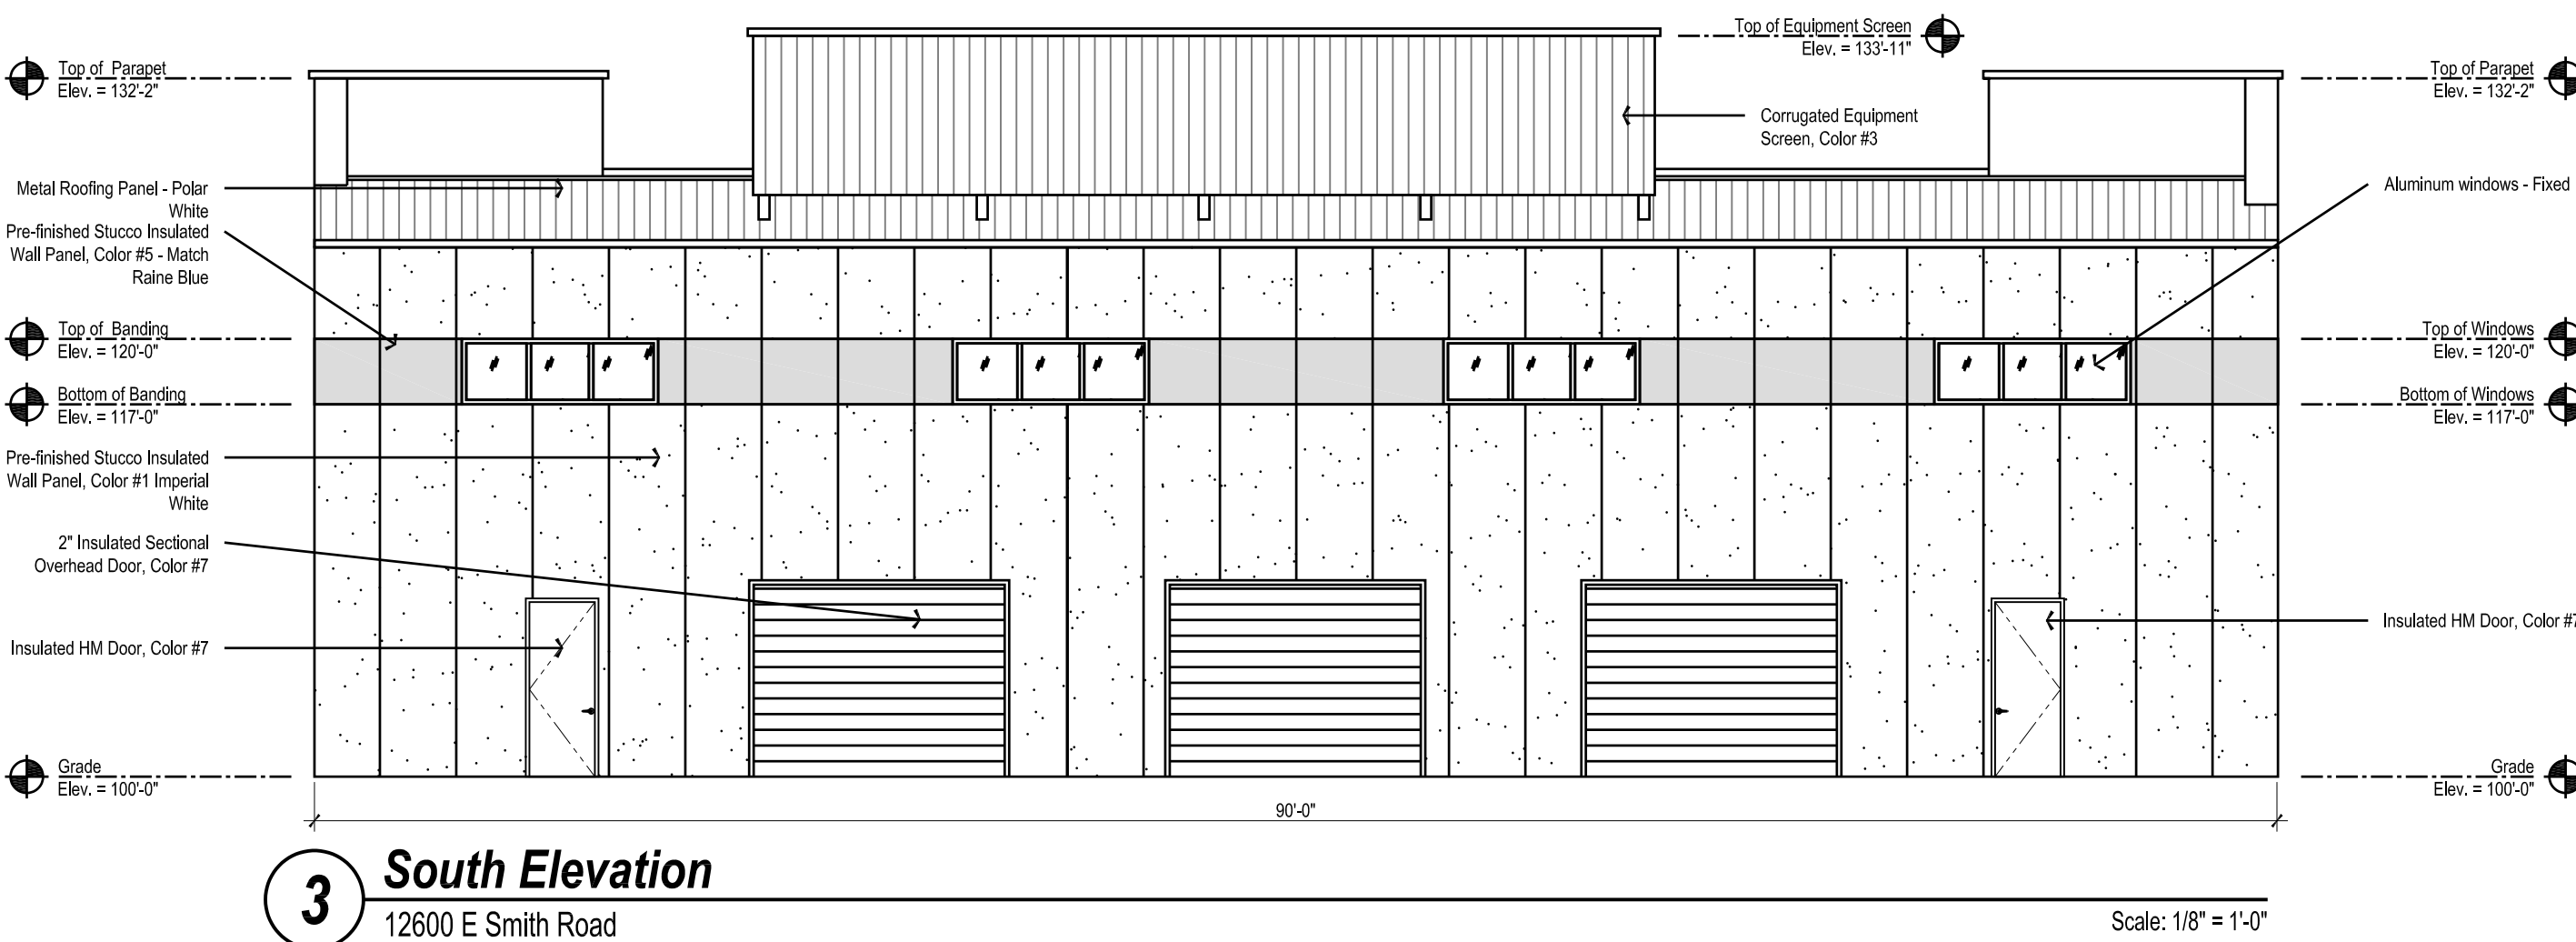 Top of Equipment Screen
Elev. = 133'-11"
Top of Parapet
Elev. = 132'-2"
Top of Parapet
Elev. = 132'-2"
Corrugated Equipment
Screen, Color #3
Metal Roofing Panel - Polar
White
Aluminum windows - Fixed
Pre-finished Stucco Insulated
Wall Panel, Color #5 - Match
Raine Blue
Top of Banding
Elev. = 120'-0"
Top of Windows
Elev. = 120'-0"
Bottom of Banding
Elev. = 117'-0"
Bottom of Windows
Elev. = 117'-0"
Pre-finished Stucco Insulated
Wall Panel, Color #1 Imperial
White
2" Insulated Sectional
Overhead Door, Color #7
Insulated HM Door, Color #7
Insulated HM Door, Color #7
Grade
Elev. = 100'-0"
Grade
Elev. = 100'-0"
90'-0"
3
South Elevation
12600 E Smith Road
Scale: 1/8" = 1'-0"